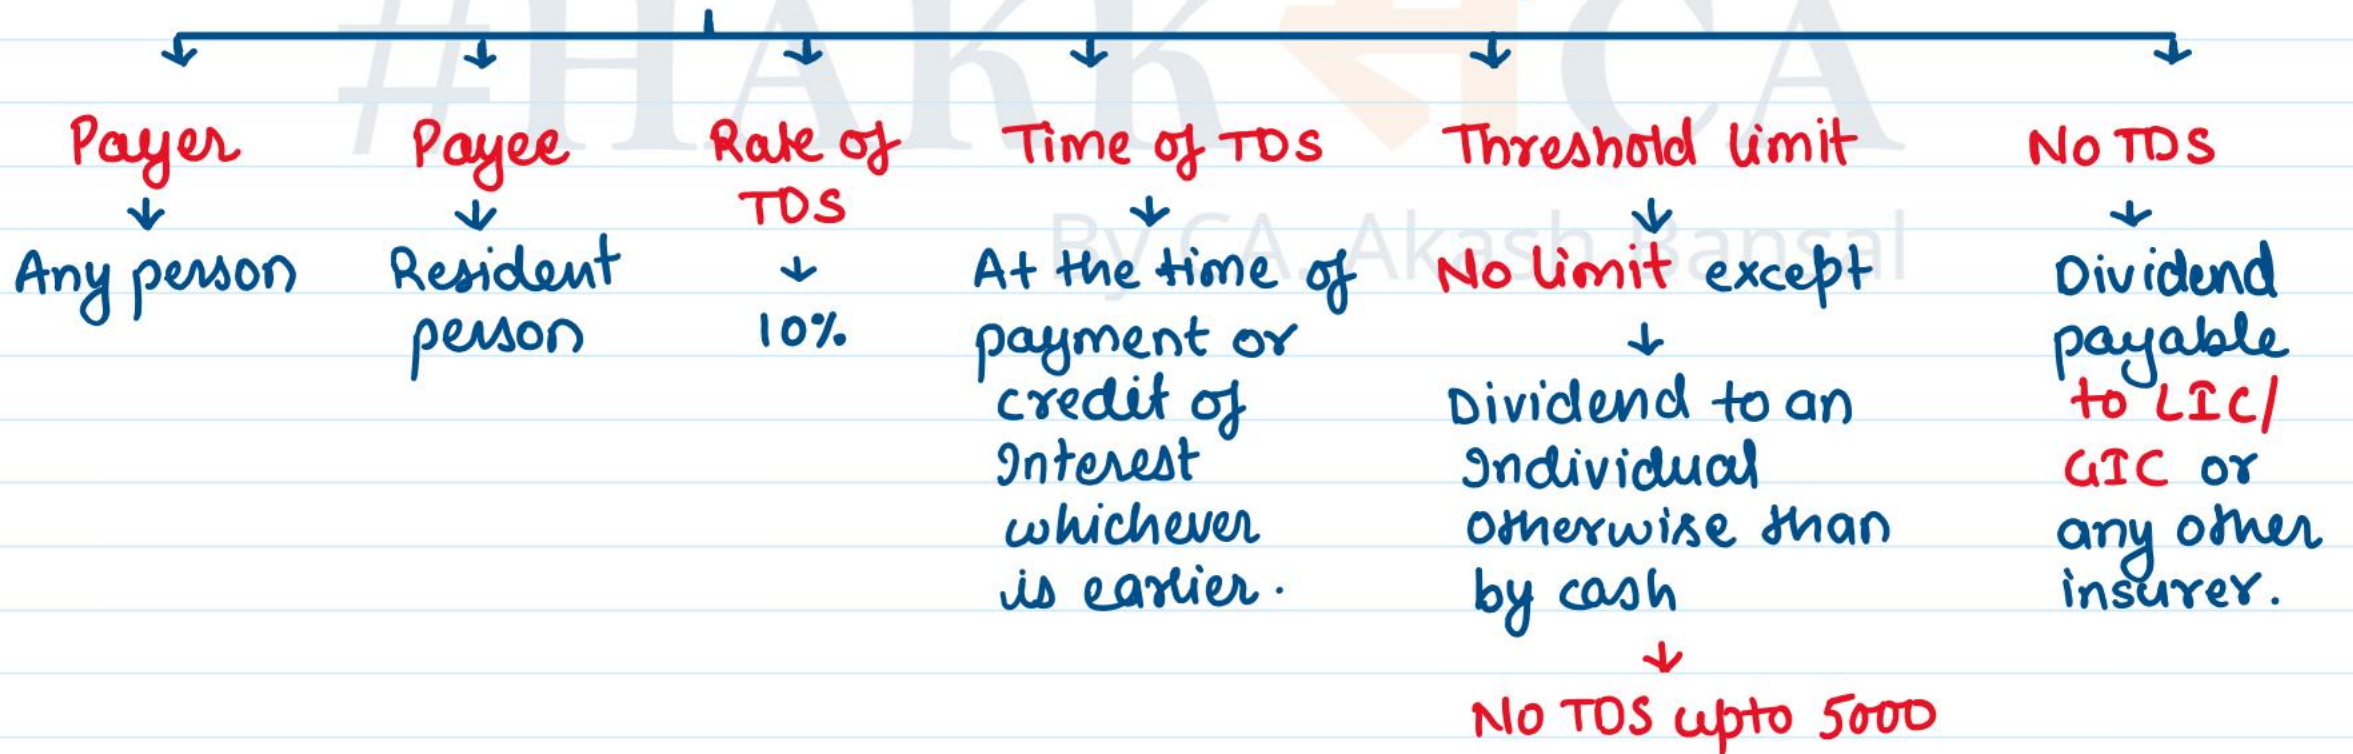 #HAKK CA
By CA. Akash Bansal
Payer
↓
Any person
Payee
↓
Resident
person
Rate of
TDS
↓
10%
Time of TDS
↓
At the time of
payment or
credit of
Interest
whichever
is earlier.
Threshold limit
↓
No limit except
↓
Dividend to an
Individual
otherwise than
by cash
↓
No TDS upto 5000
No TDS
↓
Dividend
payable
to LIC/
GIC or
any other
insurer.